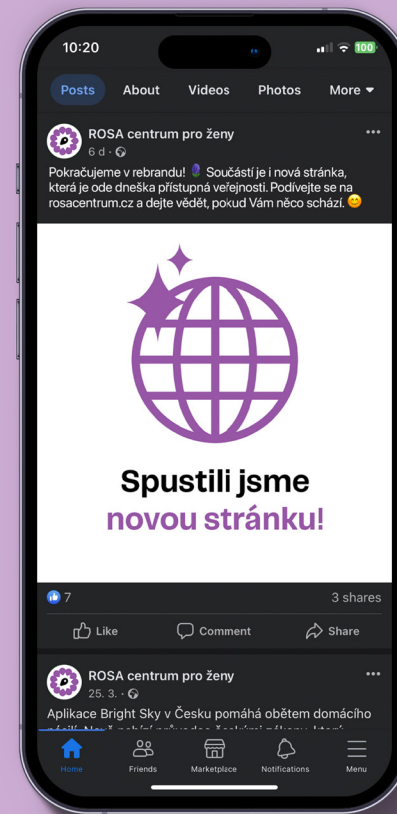 10:20
100
Posts About Videos Photos More
ROSA centrum pro ženy
6 d ·
Pokračujeme v rebrandu! Součástí je i nová stránka,
která je ode dneška přístupná veřejnosti. Podívejte se na
rosacentrum.cz a dejte vědět, pokud Vám něco schází.
Spustili jsme
novou stránku!
7 3 shares
Like Comment Share
ROSA centrum pro ženy
25. 3. ·
Aplikace Bright Sky v Česku pomáhá obětem domácího
Home Friends Marketplace Notifications Menu